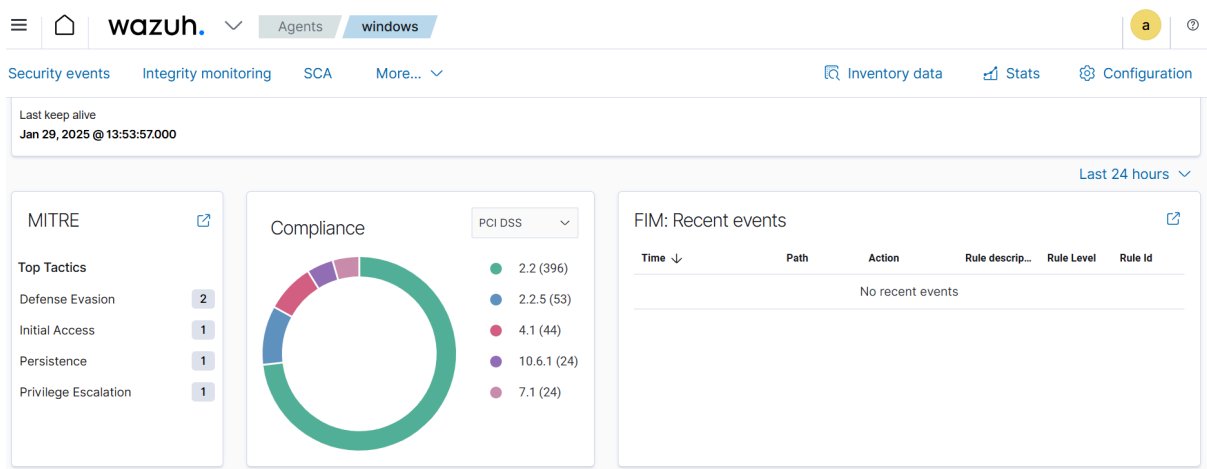 wazuh. Agents windows a
Security events Integrity monitoring SCA More... Inventory data Stats Configuration
Last keep alive
Jan 29, 2025 @ 13:53:57.000
Last 24 hours
MITRE
Top Tactics
Defense Evasion 2
Initial Access 1
Persistence 1
Privilege Escalation 1
Compliance
PCI DSS
2.2 (396)
2.2.5 (53)
4.1 (44)
10.6.1 (24)
7.1 (24)
FIM: Recent events
Time Path Action Rule descrip... Rule Level Rule Id
No recent events